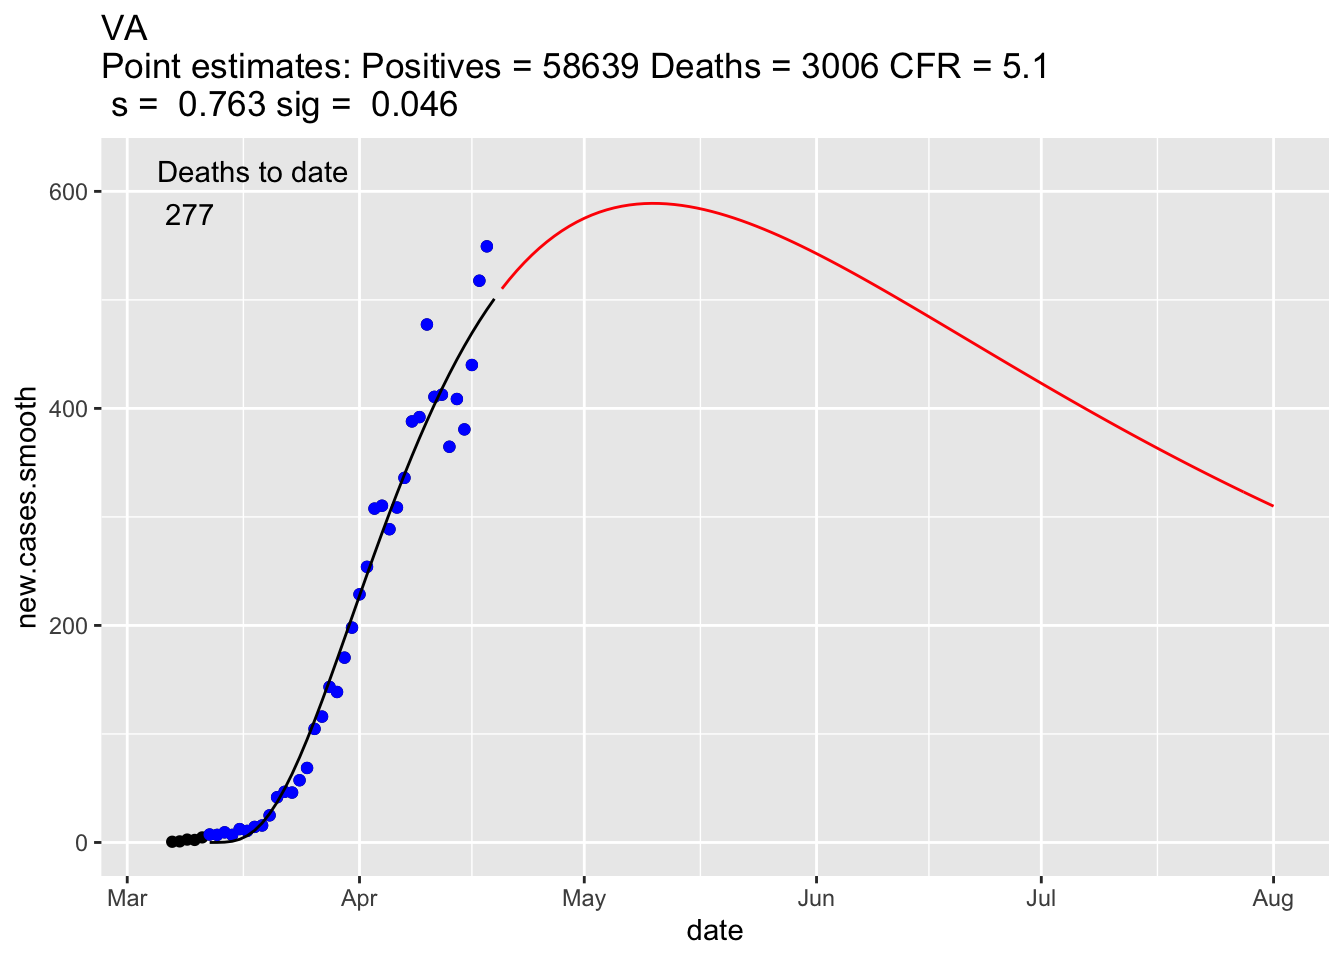 VA
Point estimates: Positives = 58639 Deaths = 3006 CFR = 5.1
s = 0.763 sig = 0.046
Deaths to date
277
600
400
200
0
new.cases.smooth
Mar Apr May Jun Jul Aug
date